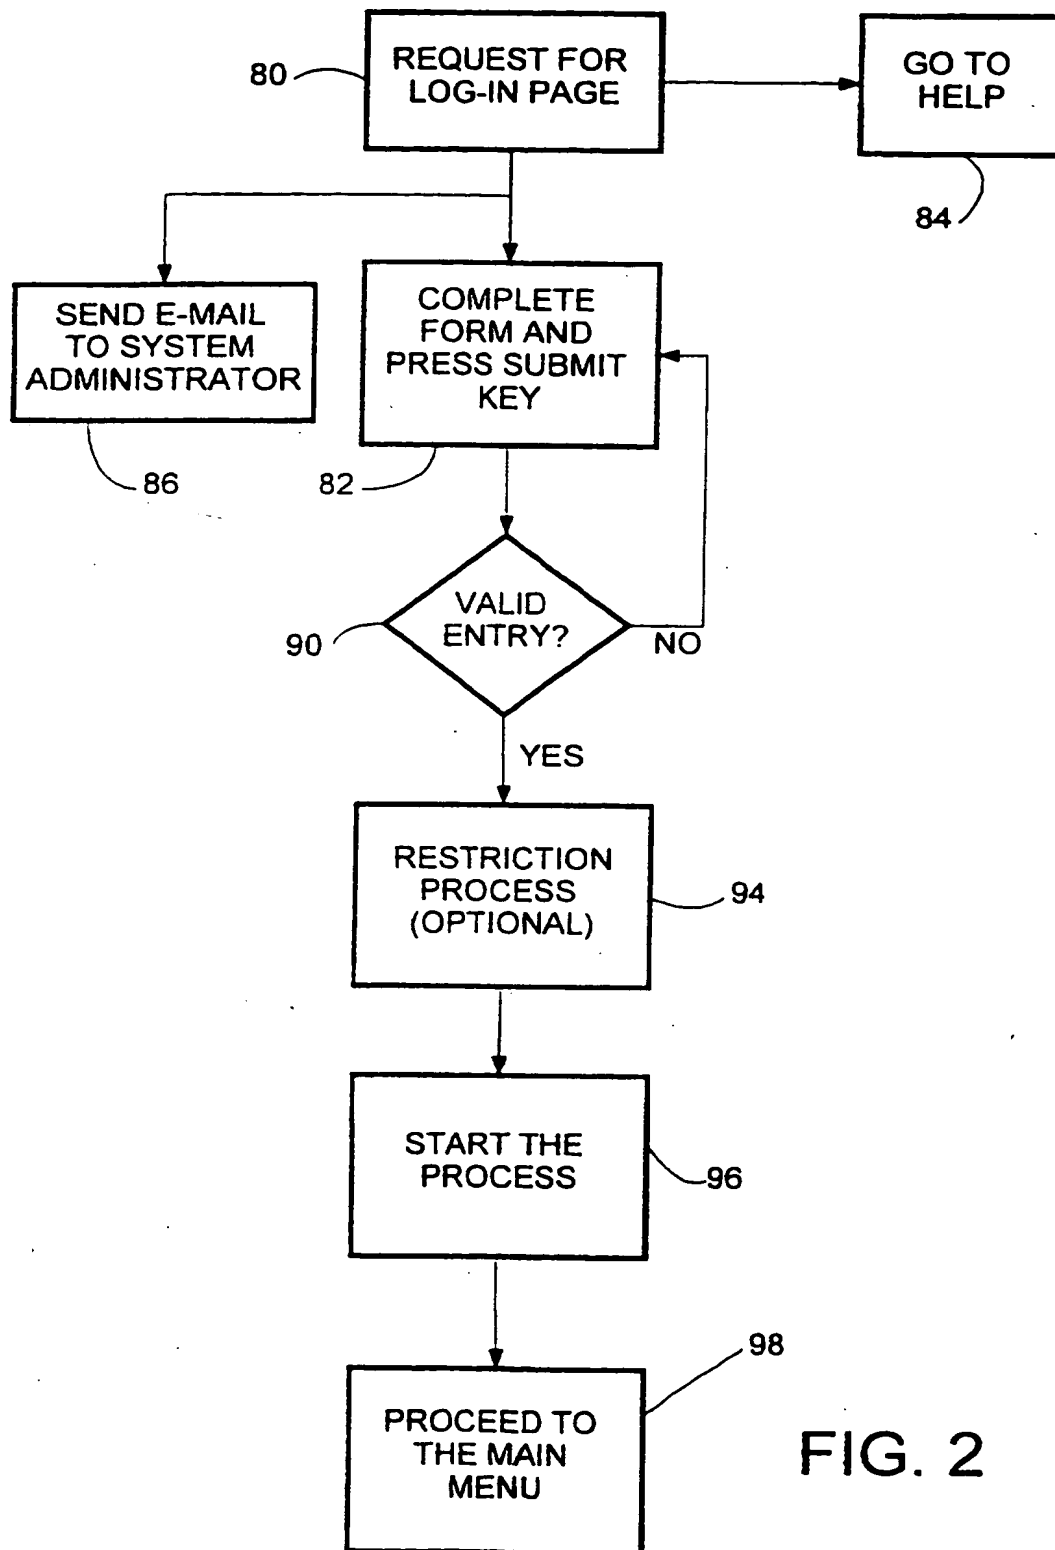 80
REQUEST FOR
LOG-IN PAGE
GO TO
HELP
84
SEND E-MAIL
TO SYSTEM
ADMINISTRATOR
86
COMPLETE
FORM AND
PRESS SUBMIT
KEY
82
90
VALID
ENTRY?
NO
YES
RESTRICTION
PROCESS
(OPTIONAL)
94
START THE
PROCESS
96
98
PROCEED TO
THE MAIN
MENU
FIG. 2